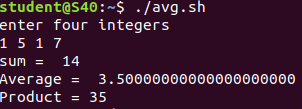 student@S40:~$ ./avg.sh
enter four integers
1 5 1 7
sum =  14
Average =  3.50000000000000000000
Product = 35